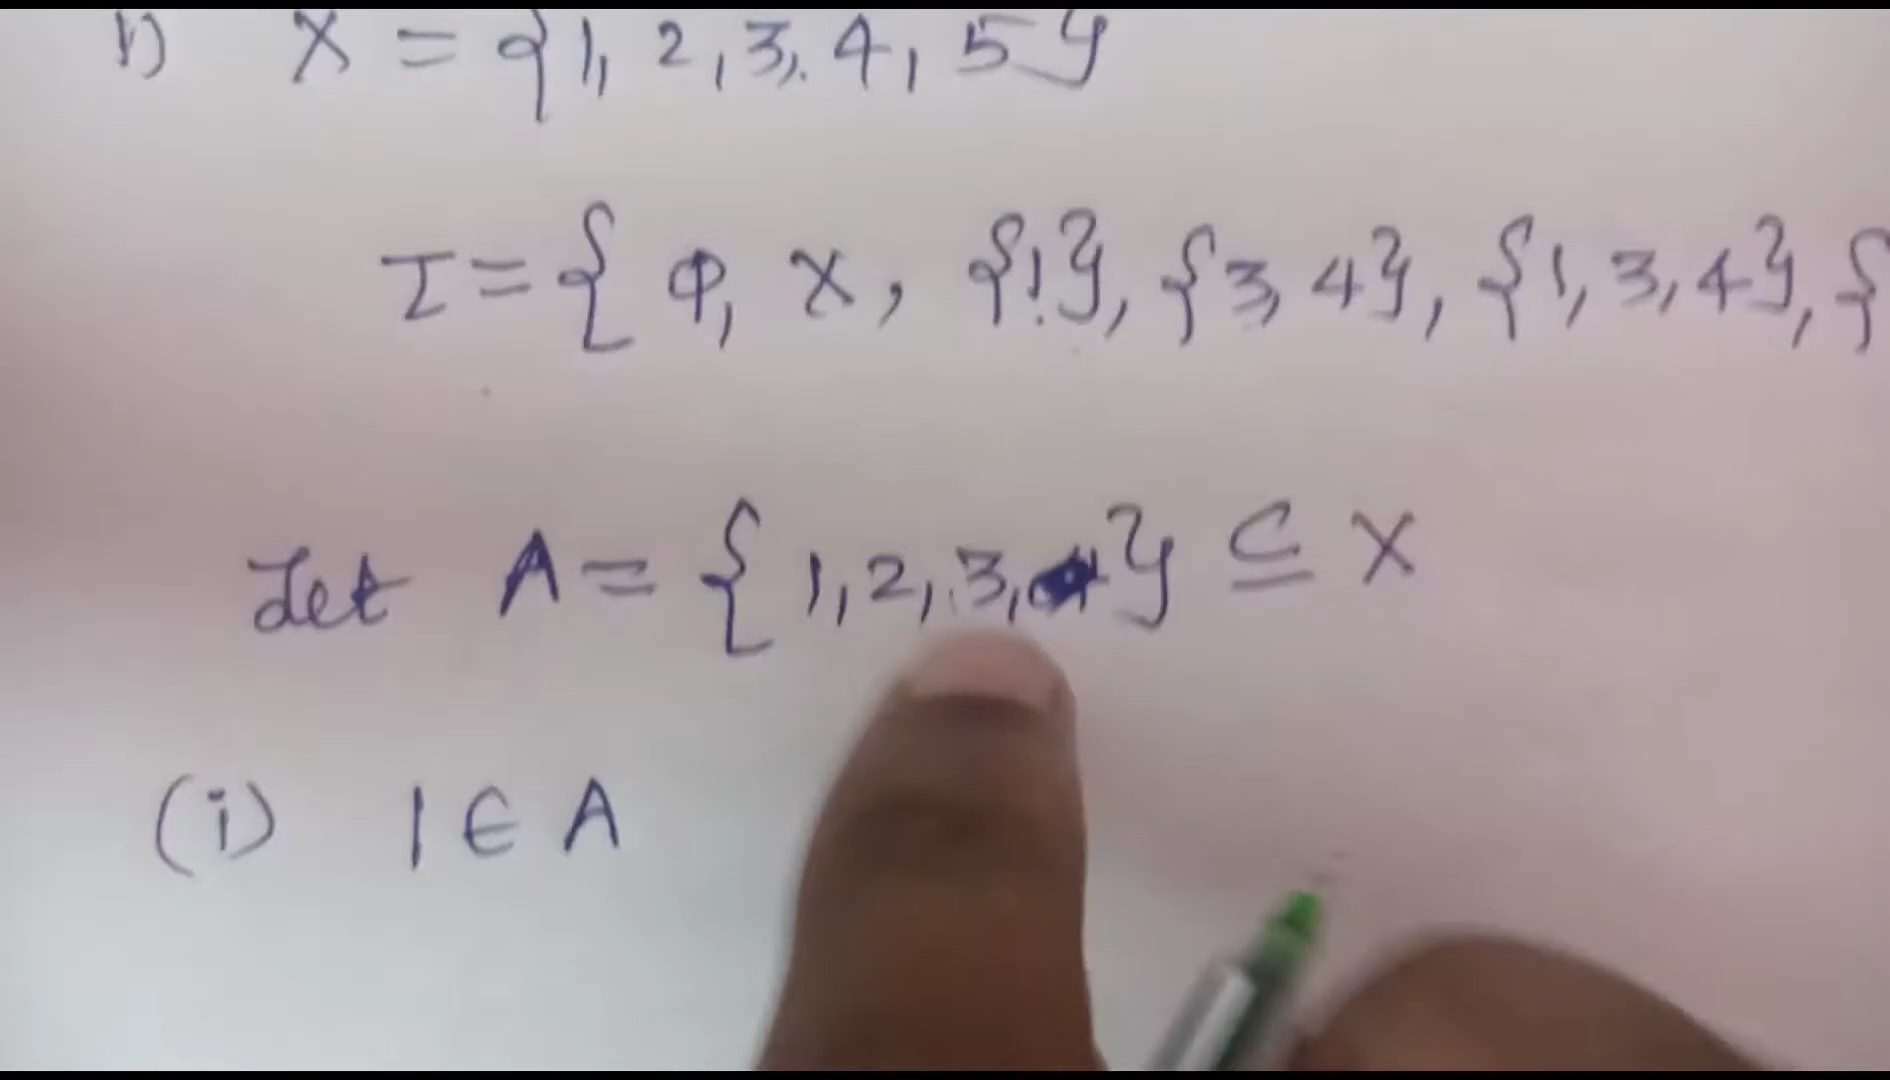 1) X = {1, 2, 3, 4, 5}
τ = { φ, X, {1}, {3, 4}, {1, 3, 4}, {
Let A = { 1, 2, 3, 4} ⊆ X
(i) 1 ∈ A